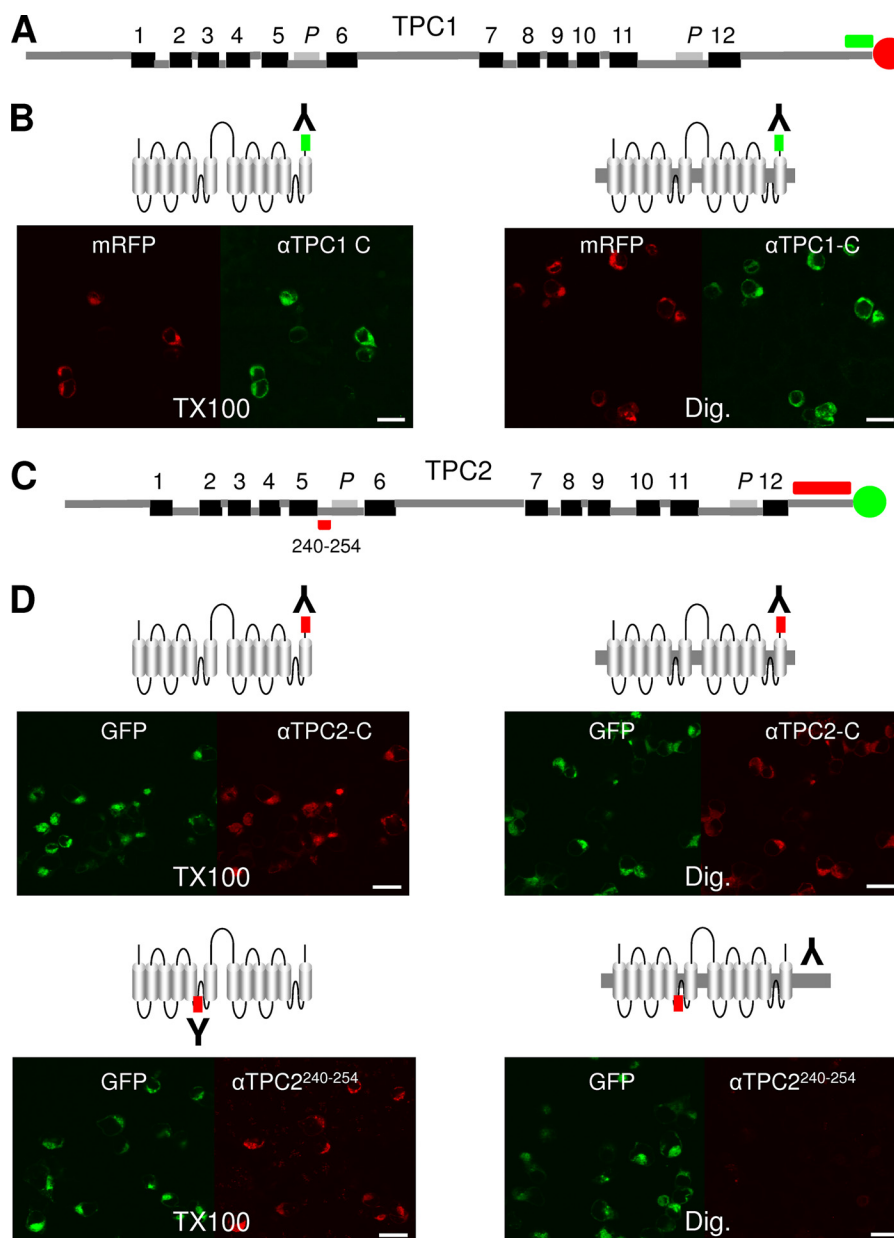 A
TPC1
1 2 3 4 5 P 6 7 8 9 10 11 P 12
B
mRFP αTPC1 C
TX100
mRFP αTPC1-C
Dig.
C
TPC2
1 2 3 4 5 P 6 7 8 9 10 11 P 12
240-254
D
GFP αTPC2-C
TX100
GFP αTPC2-C
Dig.
GFP αTPC2²⁴⁰⁻²⁵⁴
TX100
GFP αTPC2²⁴⁰⁻²⁵⁴
Dig.